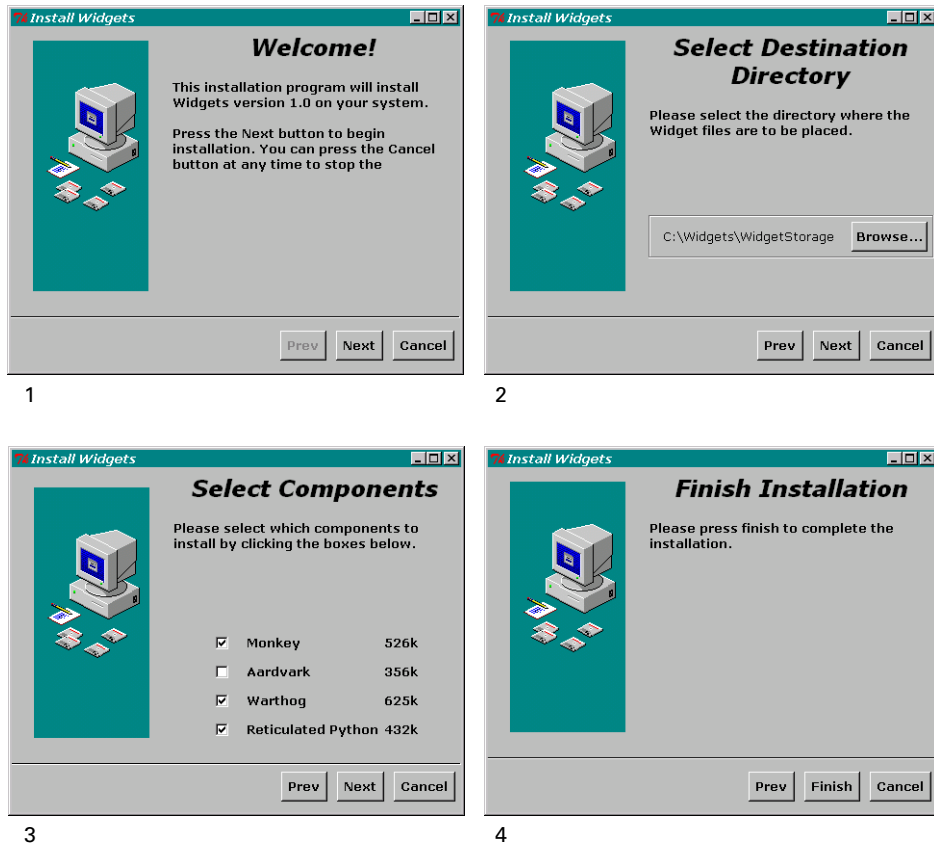 Install Widgets
Welcome!
This installation program will install
Widgets version 1.0 on your system.
Press the Next button to begin
installation. You can press the Cancel
button at any time to stop the
Prev Next Cancel
1
Install Widgets
Select Destination
Directory
Please select the directory where the
Widget files are to be placed.
C:\Widgets\WidgetStorage Browse...
Prev Next Cancel
2
Install Widgets
Select Components
Please select which components to
install by clicking the boxes below.
Monkey 526k
Aardvark 356k
Warthog 625k
Reticulated Python 432k
Prev Next Cancel
3
Install Widgets
Finish Installation
Please press finish to complete the
installation.
Prev Finish Cancel
4